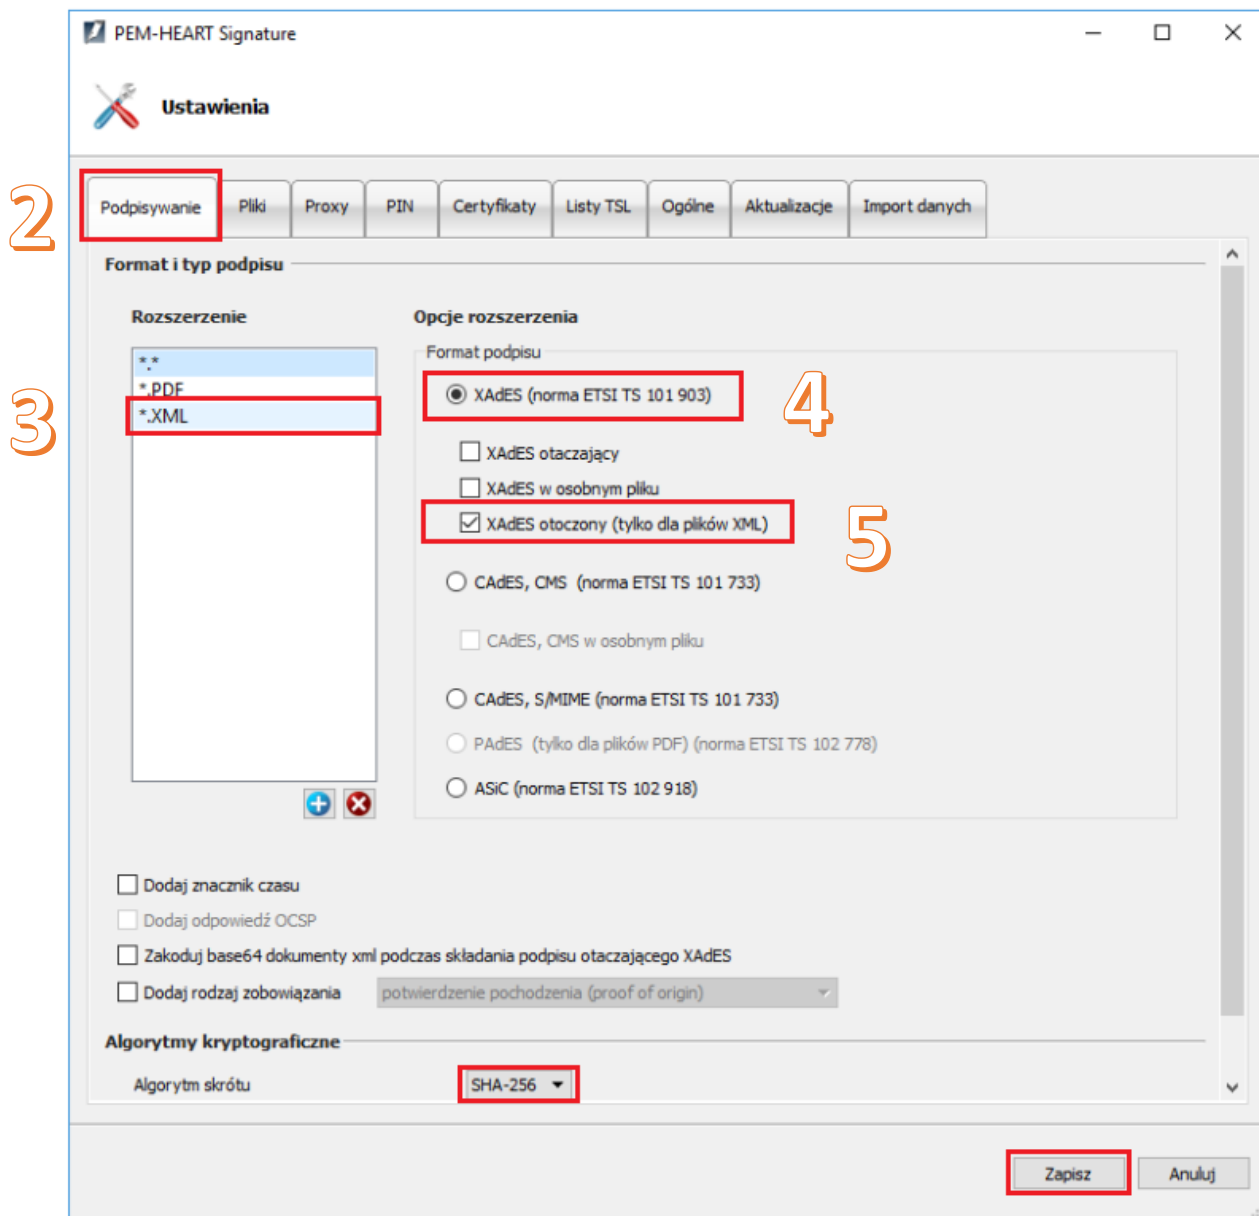 PEM-HEART Signature
Ustawienia
2
Podpisywanie Pliki Proxy PIN Certyfikaty Listy TSL Ogólne Aktualizacje Import danych
Format i typ podpisu
Rozszerzenie
*.*
*.PDF
*.XML
3
Opcje rozszerzenia
Format podpisu
XAdES (norma ETSI TS 101 903)
4
XAdES otaczający
XAdES w osobnym pliku
XAdES otoczony (tylko dla plików XML)
5
CAdES, CMS (norma ETSI TS 101 733)
CAdES, CMS w osobnym pliku
CAdES, S/MIME (norma ETSI TS 101 733)
PAdES (tylko dla plików PDF) (norma ETSI TS 102 778)
ASiC (norma ETSI TS 102 918)
Dodaj znacznik czasu
Dodaj odpowiedź OCSP
Zakoduj base64 dokumenty xml podczas składania podpisu otaczającego XAdES
Dodaj rodzaj zobowiązania potwierdzenie pochodzenia (proof of origin)
Algorytmy kryptograficzne
Algorytm skrótu SHA-256
Zapisz Anuluj